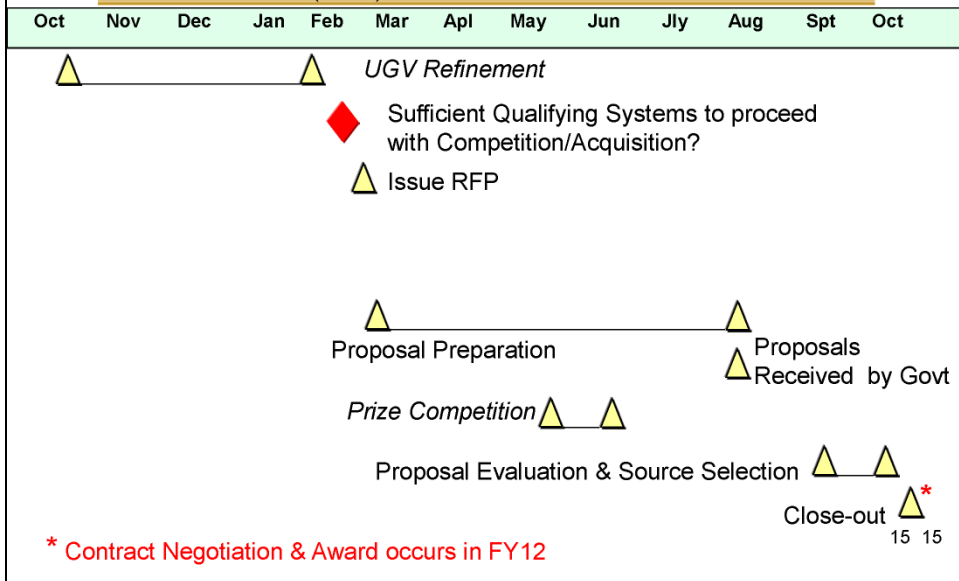 Oct Nov Dec Jan Feb Mar Apl May Jun Jly Aug Spt Oct
UGV Refinement
Sufficient Qualifying Systems to proceed
with Competition/Acquisition?
Issue RFP
Proposal Preparation
Proposals
Received by Govt
Prize Competition
Proposal Evaluation & Source Selection
Close-out *
15 15
* Contract Negotiation & Award occurs in FY12